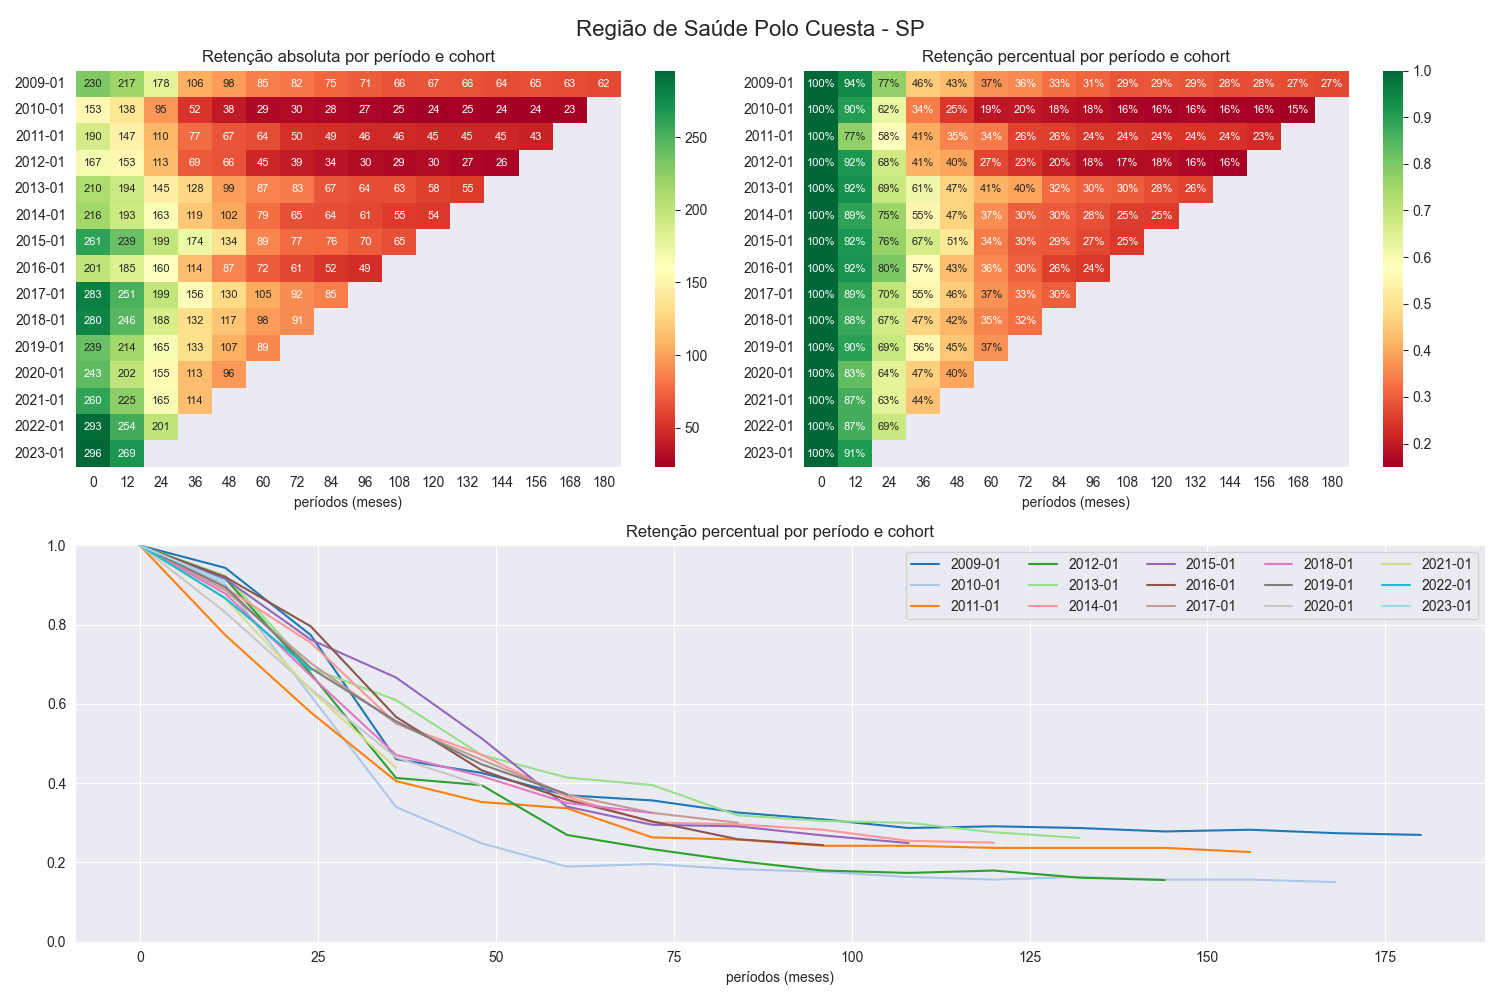 Região de Saúde Polo Cuesta - SP
Retenção absoluta por período e cohort
2009-01 230 217 178 106 98 85 82 75 71 66 67 66 64 65 63 62
2010-01 153 138 95 52 38 29 30 28 27 25 24 25 24 24 23
2011-01 190 147 110 77 67 64 50 49 46 46 45 45 45 43
2012-01 167 153 113 69 66 45 39 34 30 29 30 27 26
2013-01 210 194 145 128 99 87 83 67 64 63 58 55
2014-01 216 193 163 119 102 79 65 64 61 55 54
2015-01 261 239 199 174 134 89 77 76 70 65
2016-01 201 185 160 114 87 72 61 52 49
2017-01 283 251 199 156 130 105 92 85
2018-01 280 246 188 132 117 98 91
2019-01 239 214 165 133 107 89
2020-01 243 202 155 113 96
2021-01 260 225 165 114
2022-01 293 254 201
2023-01 296 269
0 12 24 36 48 60 72 84 96 108 120 132 144 156 168 180
períodos (meses)
250
200
150
100
50
Retenção percentual por período e cohort
2009-01 100% 94% 77% 46% 43% 37% 36% 33% 31% 29% 29% 29% 28% 28% 27% 27%
2010-01 100% 90% 62% 34% 25% 19% 20% 18% 18% 16% 16% 16% 16% 16% 15%
2011-01 100% 77% 58% 41% 35% 34% 26% 26% 24% 24% 24% 24% 24% 23%
2012-01 100% 92% 68% 41% 40% 27% 23% 20% 18% 17% 18% 16% 16%
2013-01 100% 92% 69% 61% 47% 41% 40% 32% 30% 30% 28% 26%
2014-01 100% 89% 75% 55% 47% 37% 30% 30% 28% 25% 25%
2015-01 100% 92% 76% 67% 51% 34% 30% 29% 27% 25%
2016-01 100% 92% 80% 57% 43% 36% 30% 26% 24%
2017-01 100% 89% 70% 55% 46% 37% 33% 30%
2018-01 100% 88% 67% 47% 42% 35% 32%
2019-01 100% 90% 69% 56% 45% 37%
2020-01 100% 83% 64% 47% 40%
2021-01 100% 87% 63% 44%
2022-01 100% 87% 69%
2023-01 100% 91%
0 12 24 36 48 60 72 84 96 108 120 132 144 156 168 180
períodos (meses)
1.0
0.9
0.8
0.7
0.6
0.5
0.4
0.3
0.2
Retenção percentual por período e cohort
1.0
0.8
0.6
0.4
0.2
0.0
2009-01 2012-01 2015-01 2018-01 2021-01
2010-01 2013-01 2016-01 2019-01 2022-01
2011-01 2014-01 2017-01 2020-01 2023-01
0 25 50 75 100 125 150 175
períodos (meses)